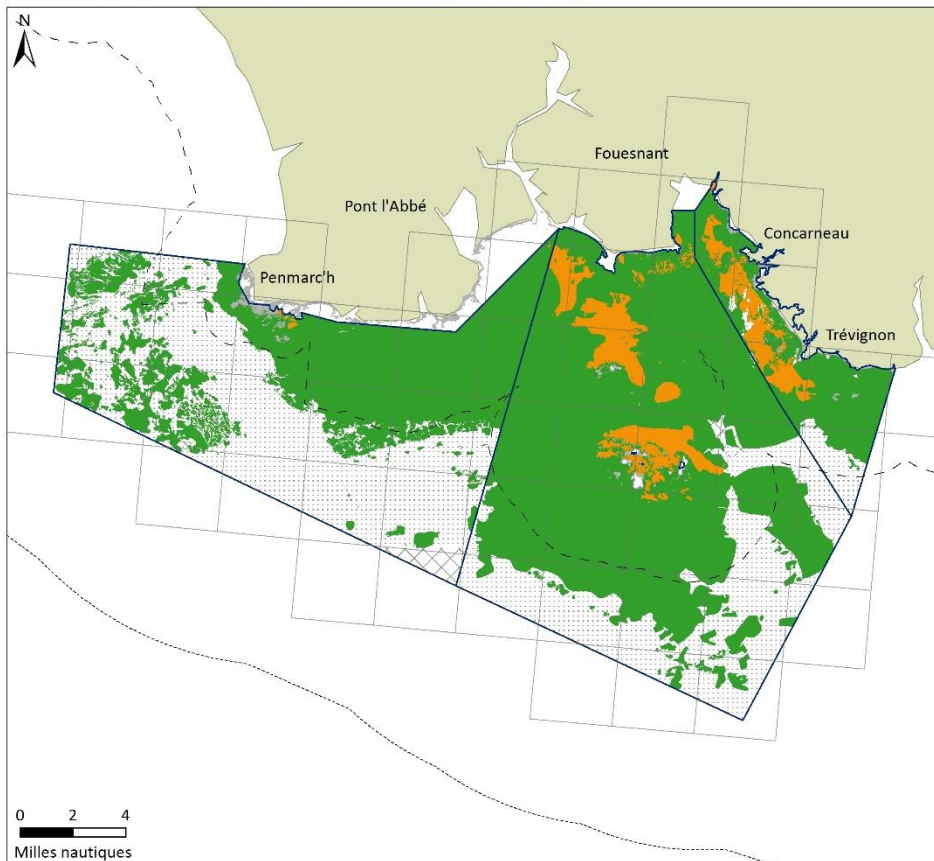 N
Fouesnant
Pont l'Abbé
Concarneau
Penmarc'h
Trévignon
0 2 4
Milles nautiques